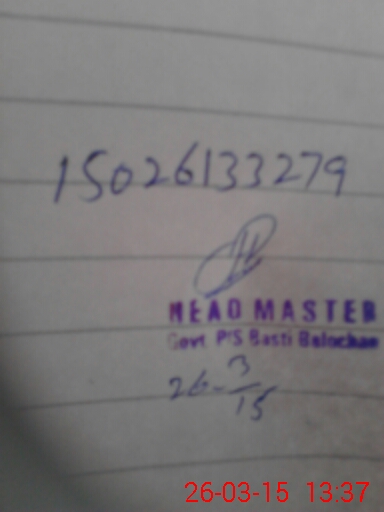 15026133279
HEAD MASTER
Govt P/S Basti Balochan
26-3/15
26-03-15 13:37